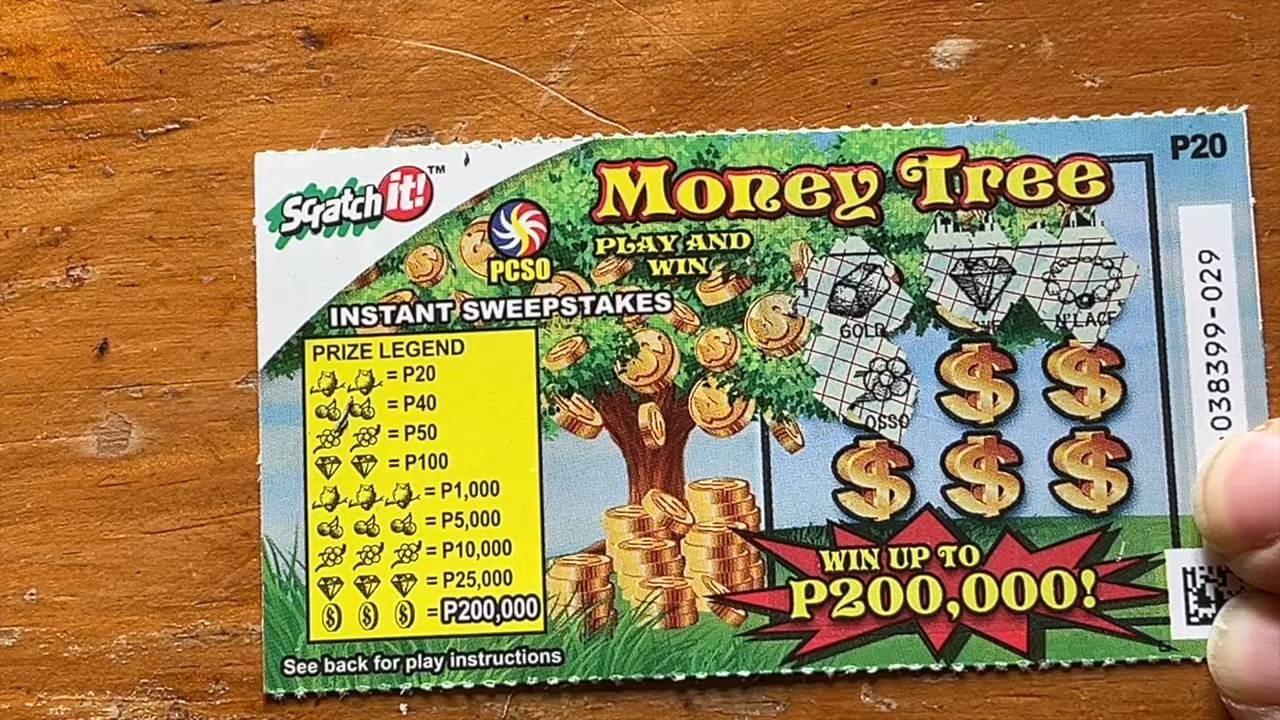 Scratch it!™
PCSO
Money Tree
P20
PLAY AND
WIN
INSTANT SWEEPSTAKES
PRIZE LEGEND
= P20
= P40
= P50
= P100
= P1,000
= P5,000
= P10,000
= P25,000
= P200,000
See back for play instructions
GOLD
N'LACE
$ $
$ $ $
WIN UP TO
P200,000!
038399-029